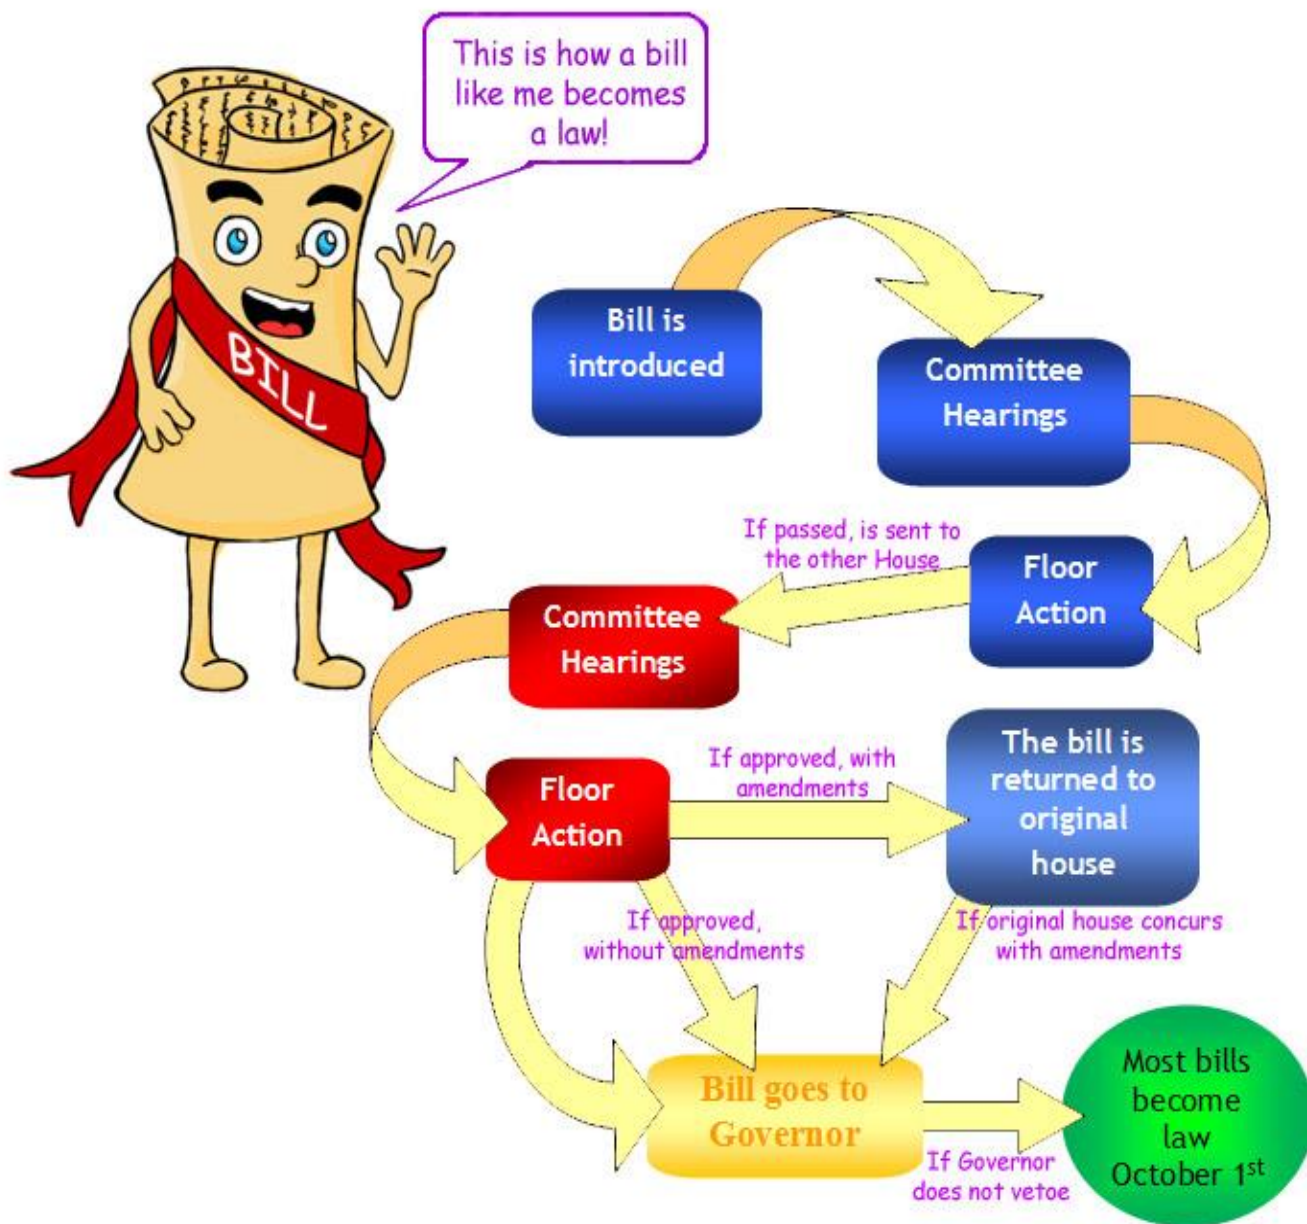 This is how a bill
like me becomes
a law!
BILL
Bill is
introduced
Committee
Hearings
Floor
Action
If passed, is sent to
the other House
Committee
Hearings
Floor
Action
If approved, with
amendments
The bill is
returned to
original
house
If approved,
without amendments
If original house concurs
with amendments
Bill goes to
Governor
If Governor
does not vetoe
Most bills
become
law
October 1st